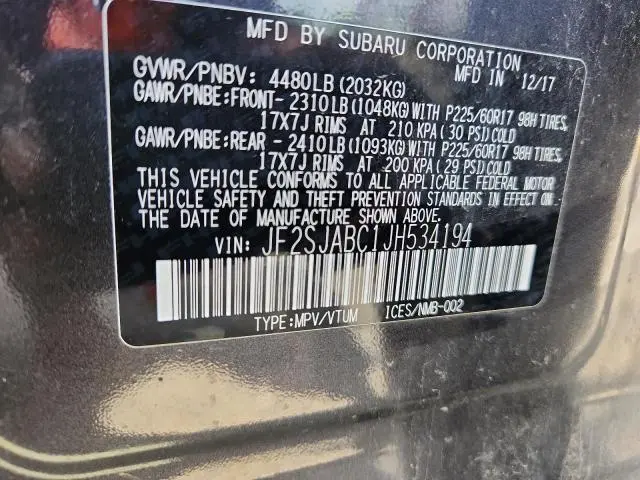 MFD BY SUBARU CORPORATION
MFD IN 12/17
GVWR/PNBV: 4480LB (2032KG)
GAWR/PNBE:FRONT- 2310LB (1048KG) WITH P225/60R17 98H TIRES,
17X7J RIMS AT 210 KPA (30 PSI) COLD
GAWR/PNBE:REAR - 2410LB (1093KG) WITH P225/60R17 98H TIRES,
17X7J RIMS AT 200 KPA (29 PSI) COLD
THIS VEHICLE CONFORMS TO ALL APPLICABLE FEDERAL MOTOR
VEHICLE SAFETY AND THEFT PREVENTION STANDARDS IN EFFECT ON
THE DATE OF MANUFACTURE SHOWN ABOVE.
VIN: JF2SJABC1JH534194
TYPE:MPV/VTUM ICES/NMB-002